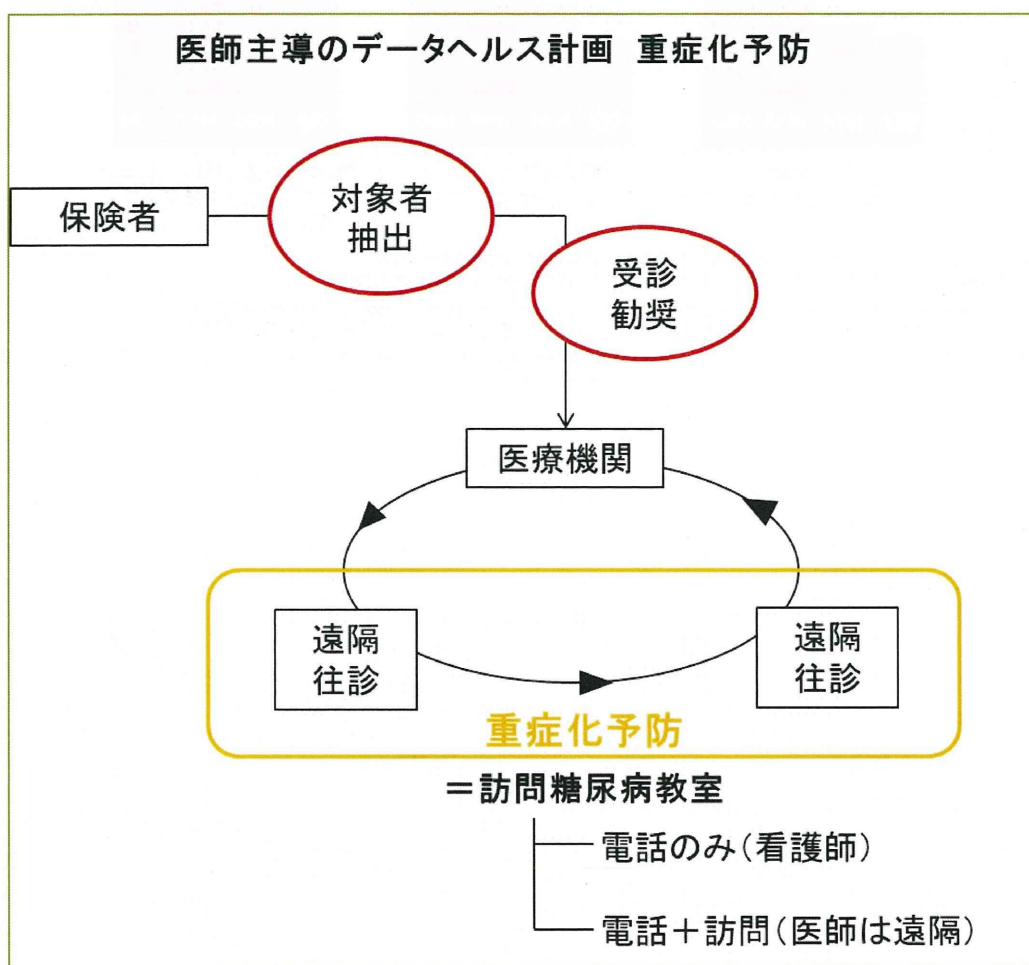 医師主導のデータヘルス計画 重症化予防
保険者
対象者
抽出
受診
勧奨
医療機関
遠隔
往診
遠隔
往診
重症化予防
＝訪問糖尿病教室
電話のみ(看護師)
電話＋訪問(医師は遠隔)